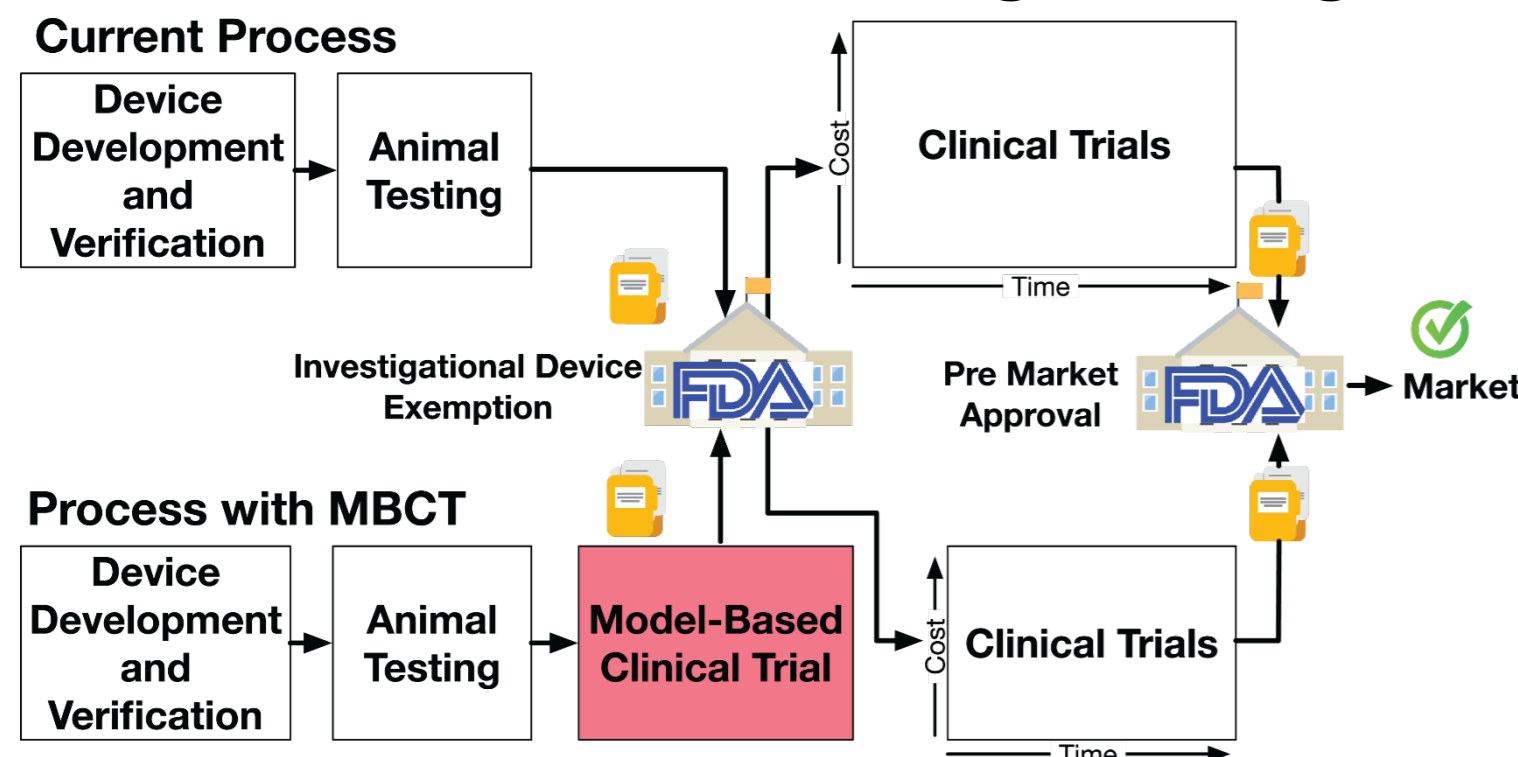 Current Process
Device
Development
and
Verification
Animal
Testing
Cost
Clinical Trials
Time
Investigational Device
Exemption
FDA
Pre Market
Approval
FDA
Market
Process with MBCT
Device
Development
and
Verification
Animal
Testing
Model-Based
Clinical Trial
Cost
Clinical Trials
Time